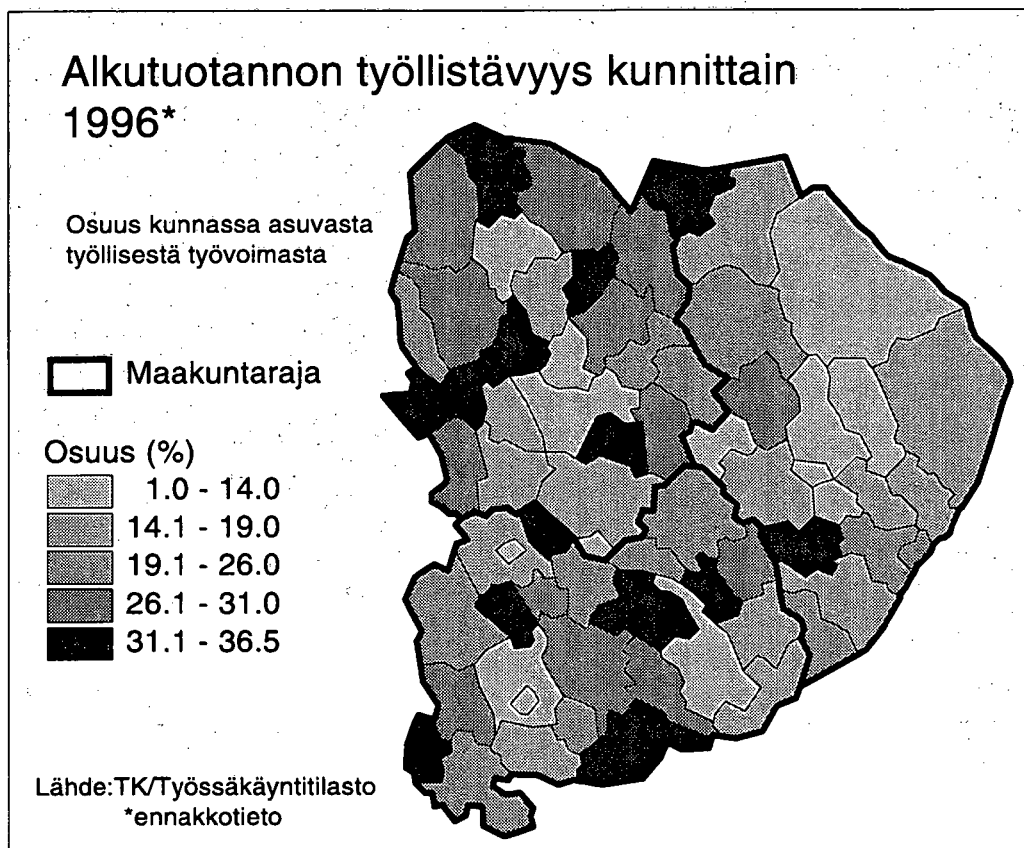 Alkutuotannon työllistävyys kunnittain
1996*
Osuus kunnassa asuvasta
työllisestä työvoimasta
Maakuntaraja
Osuus (%)
1.0 - 14.0
14.1 - 19.0
19.1 - 26.0
26.1 - 31.0
31.1 - 36.5
Lähde:TK/Työssäkäyntitilasto
*ennakkotieto